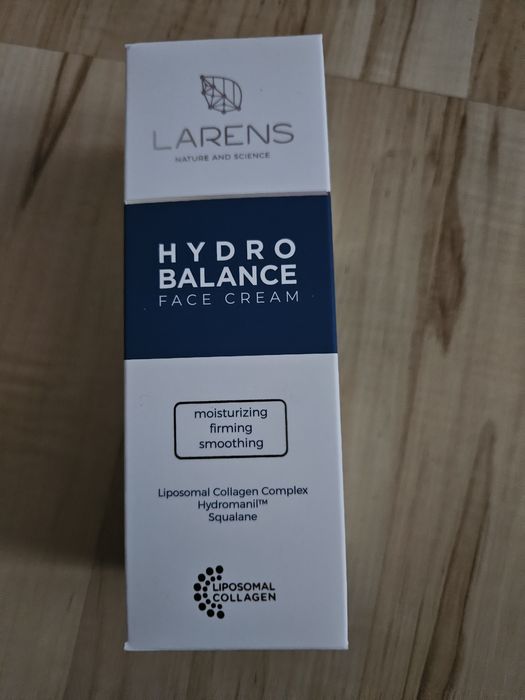 LARENS
NATURE AND SCIENCE
HYDRO
BALANCE
FACE CREAM
moisturizing
firming
smoothing
Liposomal Collagen Complex
Hydromanil™
Squalane
LIPOSOMAL
COLLAGEN